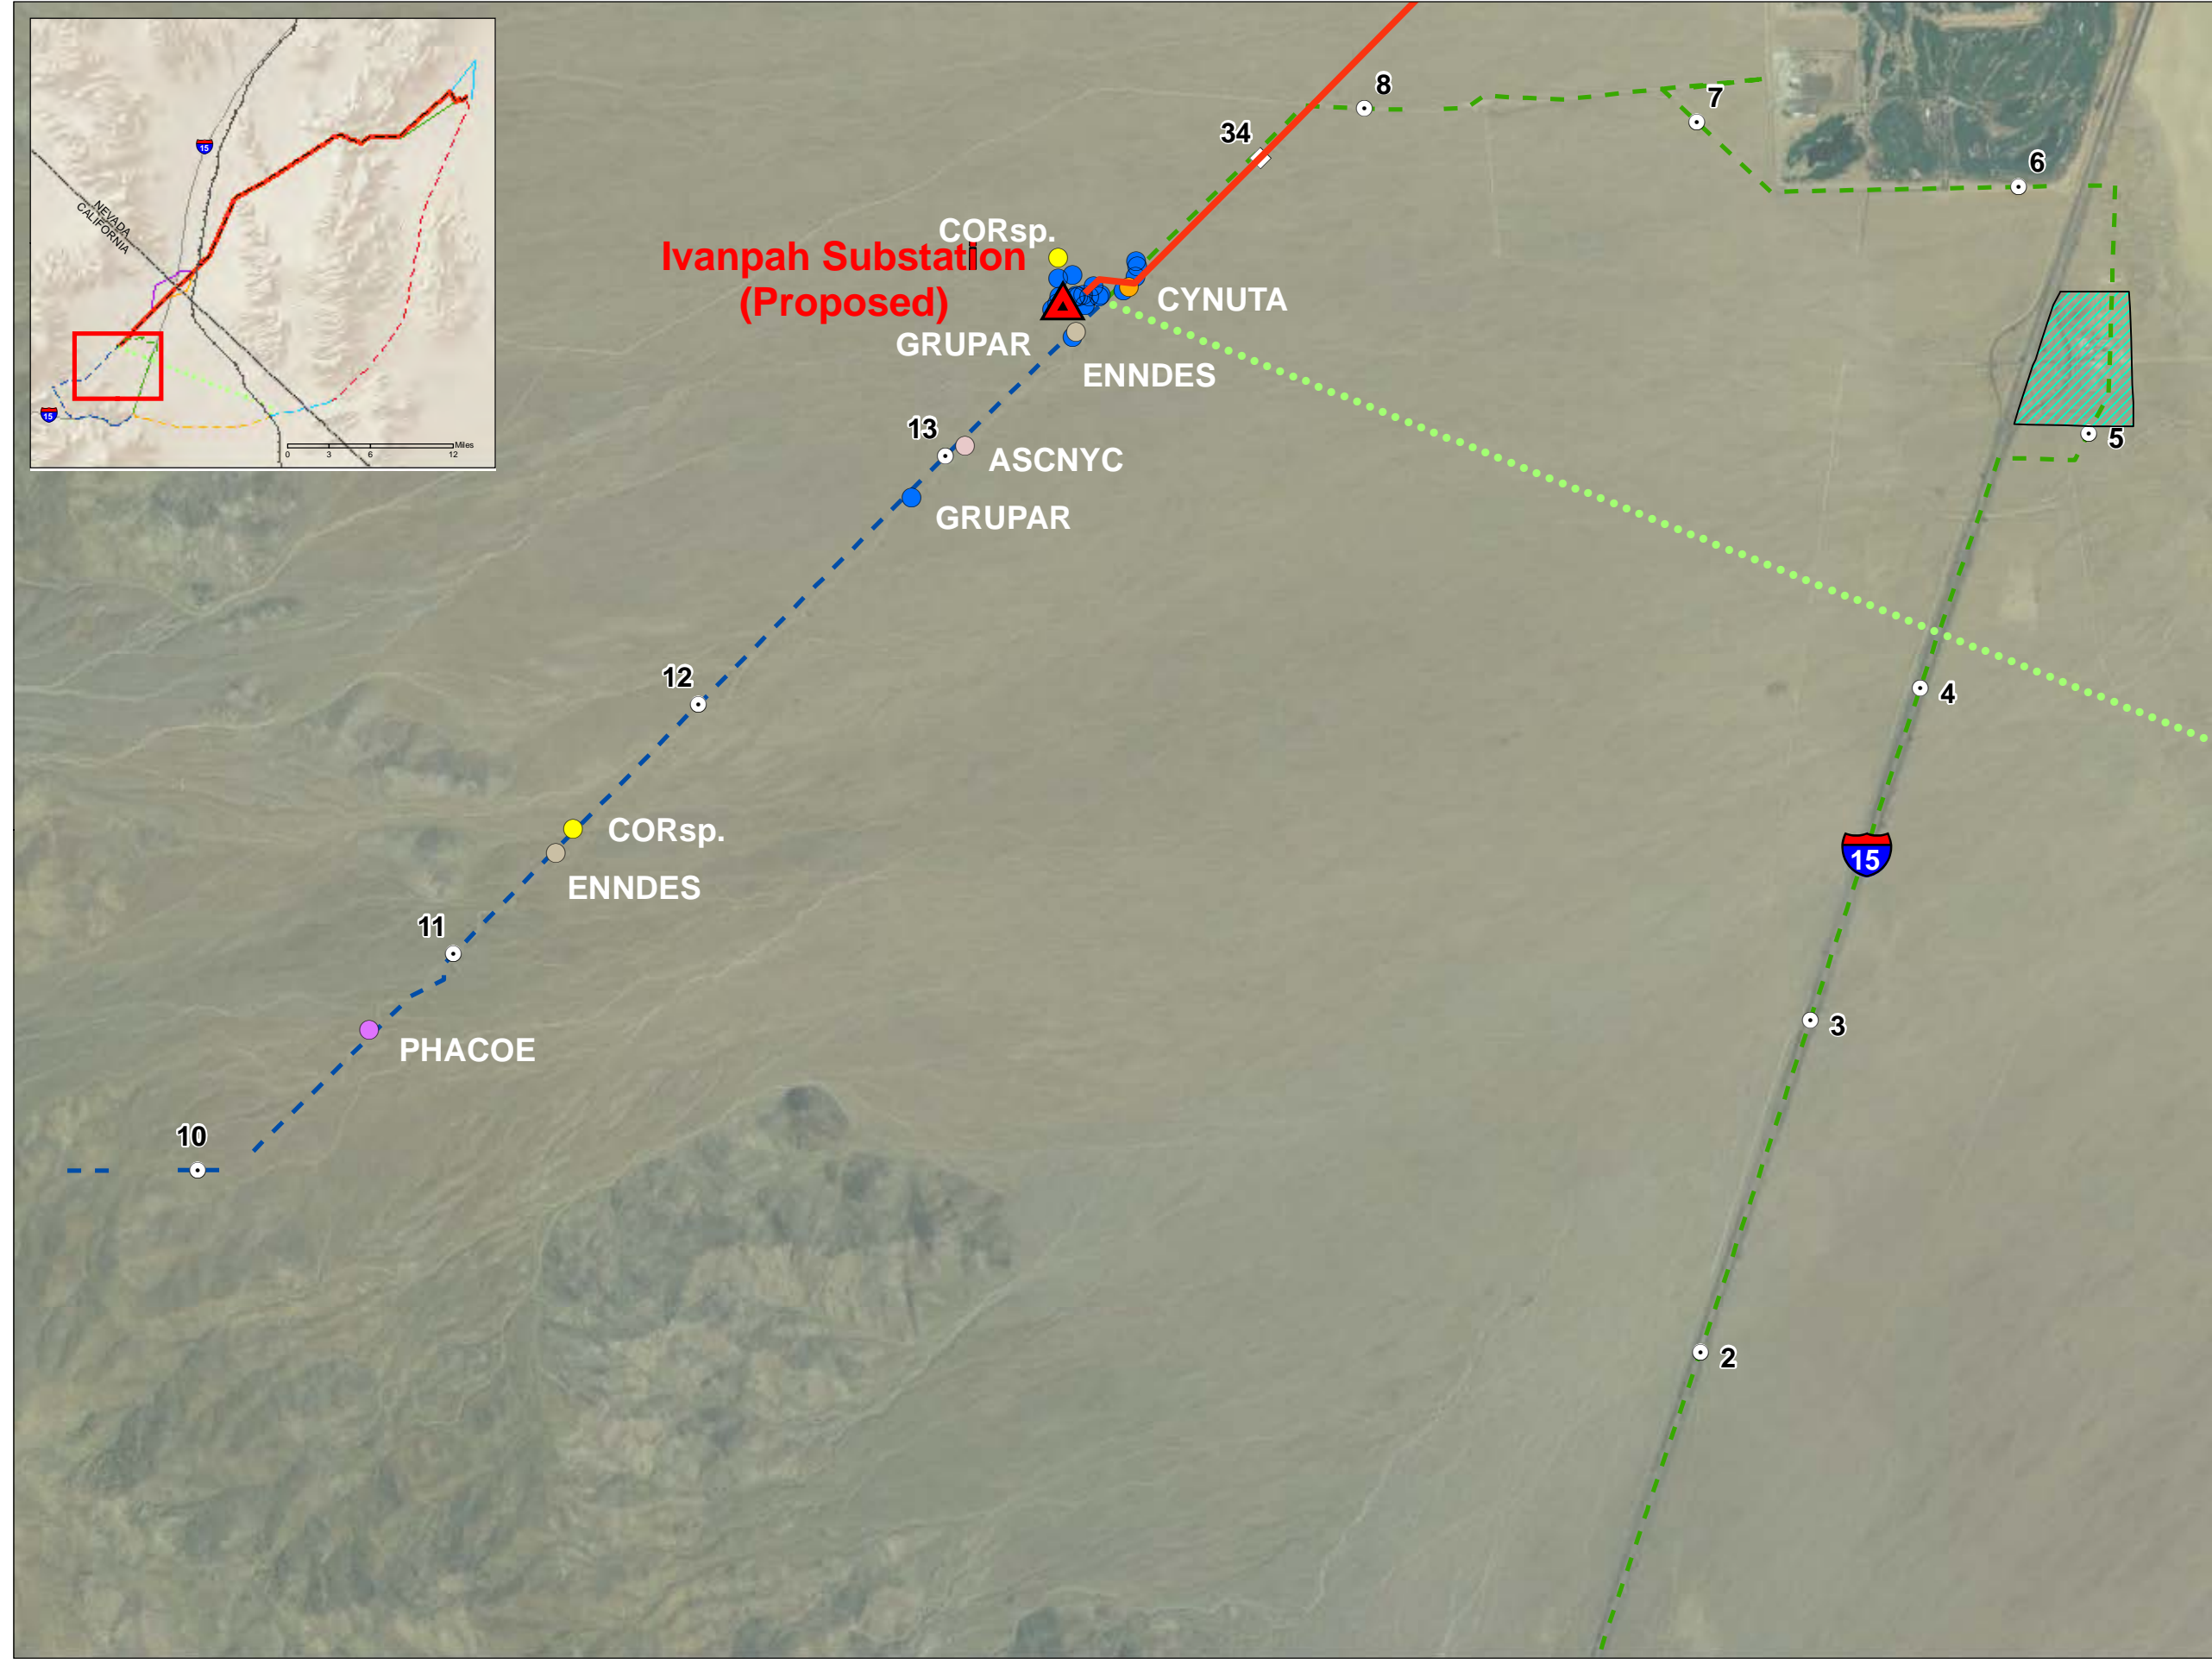 15
NEVADA
CALIFORNIA
15
Miles
0 3 6 12
8
7
34
6
CORsp.
Ivanpah Substation
(Proposed)
CYNUTA
GRUPAR
ENNDES
13
5
ASCNYC
GRUPAR
12
4
CORsp.
15
ENNDES
11
3
PHACOE
10
2